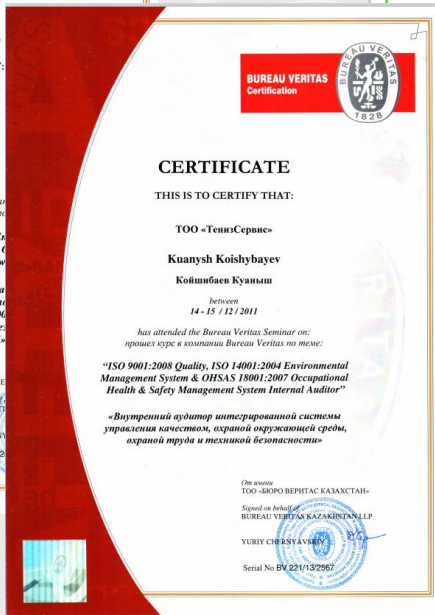 BUREAU VERITAS
Certification
BUREAU VERITAS
1828
CERTIFICATE
THIS IS TO CERTIFY THAT:
ТОО «ТенизСервис»
Kuanysh Koishybayev
Койшибаев Куаныш
between
14 - 15 / 12 / 2011
has attended the Bureau Veritas Seminar on:
прошел курс в компании Бюро Веритас по теме:
“ISO 9001:2008 Quality, ISO 14001:2004 Environmental
Management System & OHSAS 18001:2007 Occupational
Health & Safety Management System Internal Auditor”
«Внутренний аудитор интегрированной системы
управления качеством, охраной окружающей среды,
охраной труда и техникой безопасности»
От имени
ТОО «БЮРО ВЕРИТАС КАЗАХСТАН»
Signed on behalf of
BUREAU VERITAS KAZAKHSTAN LLP
YURIY CHERNYAVSKIY
Serial No BV 221/13/2567